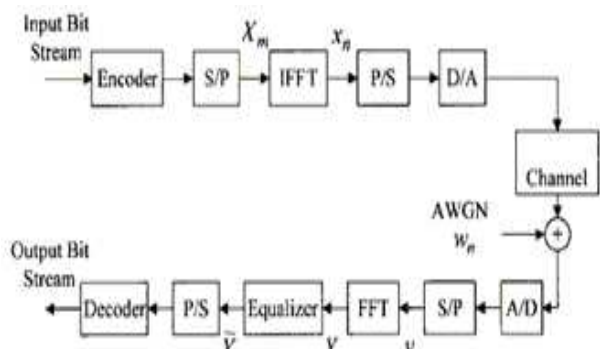 Input Bit
Stream
X_m
x_n
Encoder
S/P
IFFT
P/S
D/A
Channel
AWGN
w_n
Output Bit
Stream
Decoder
P/S
Equalizer
FFT
S/P
A/D